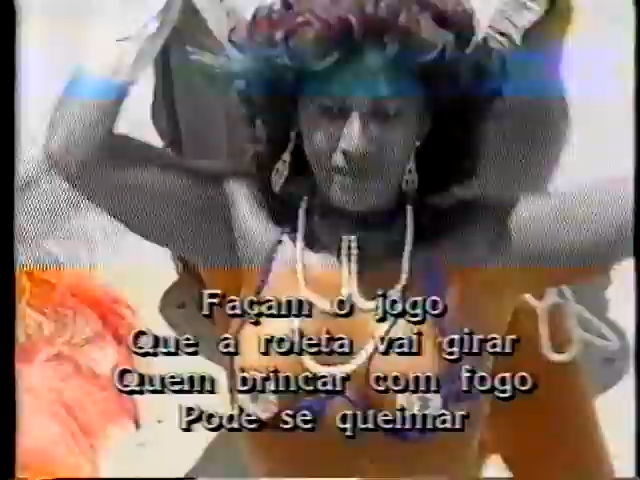 Façam o jogo
Que a roleta vai girar
Quem brincar com fogo
Pode se queimar